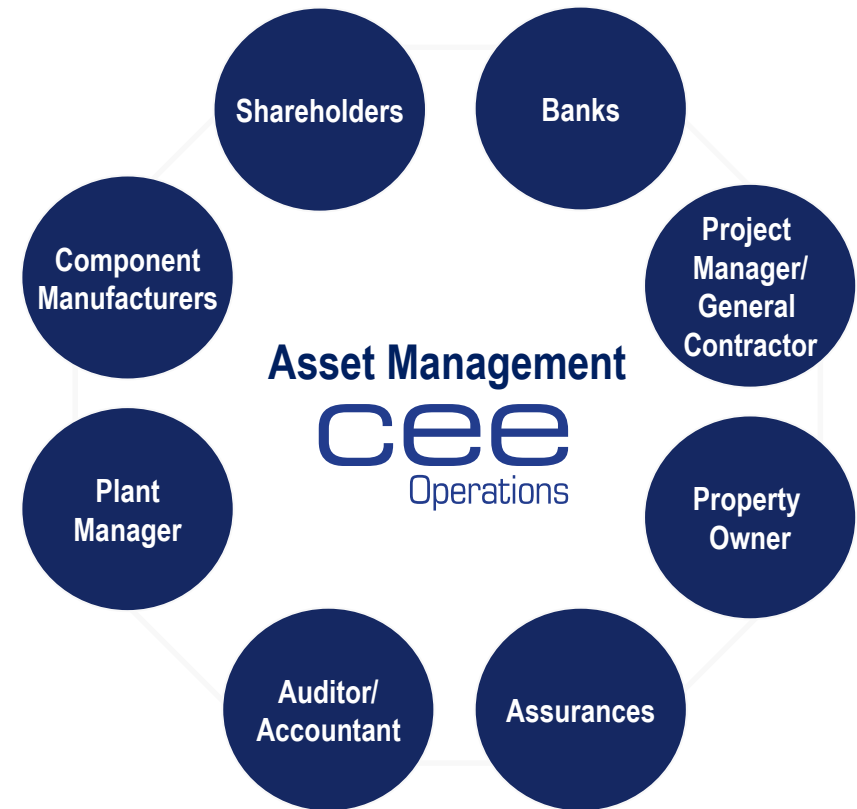 Shareholders
Banks
Project
Manager/
General
Contractor
Component
Manufacturers
Asset Management
cee
Operations
Plant
Manager
Property
Owner
Auditor/
Accountant
Assurances